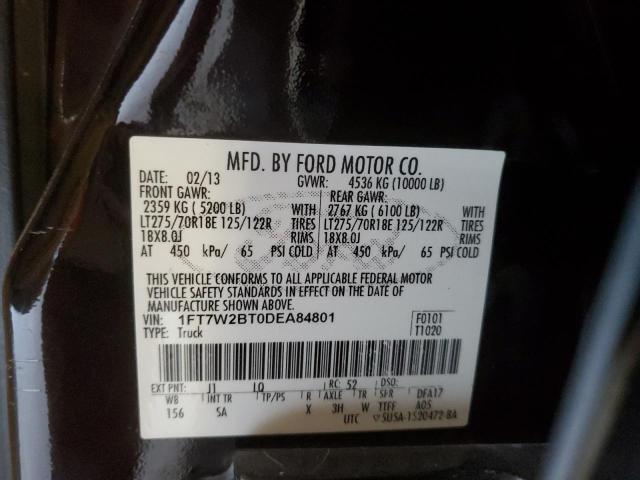 MFD. BY FORD MOTOR CO.
DATE: 02/13 GVWR: 4536 KG (10000 LB)
FRONT GAWR: REAR GAWR:
2359 KG ( 5200 LB) WITH 2767 KG ( 6100 LB) WITH
LT275/70R18E 125/122R TIRES LT275/70R18E 125/122R TIRES
18X8.0J RIMS 18X8.0J RIMS
AT 450 kPa/ 65 PSI COLD AT 450 kPa/ 65 PSI COLD
THIS VEHICLE CONFORMS TO ALL APPLICABLE FEDERAL MOTOR
VEHICLE SAFETY STANDARDS IN EFFECT ON THE DATE OF
MANUFACTURE SHOWN ABOVE.
VIN: 1FT7W2BT0DEA84801 F0101
TYPE: Truck T1020
EXT PNT: J1 LQ RC: 52 DSO:
WB INT TR TP/PS R AXLE TR SFR DFA17
156 SA X 3H W TTFF A05
UTC ▽SUSA-1520472-BA